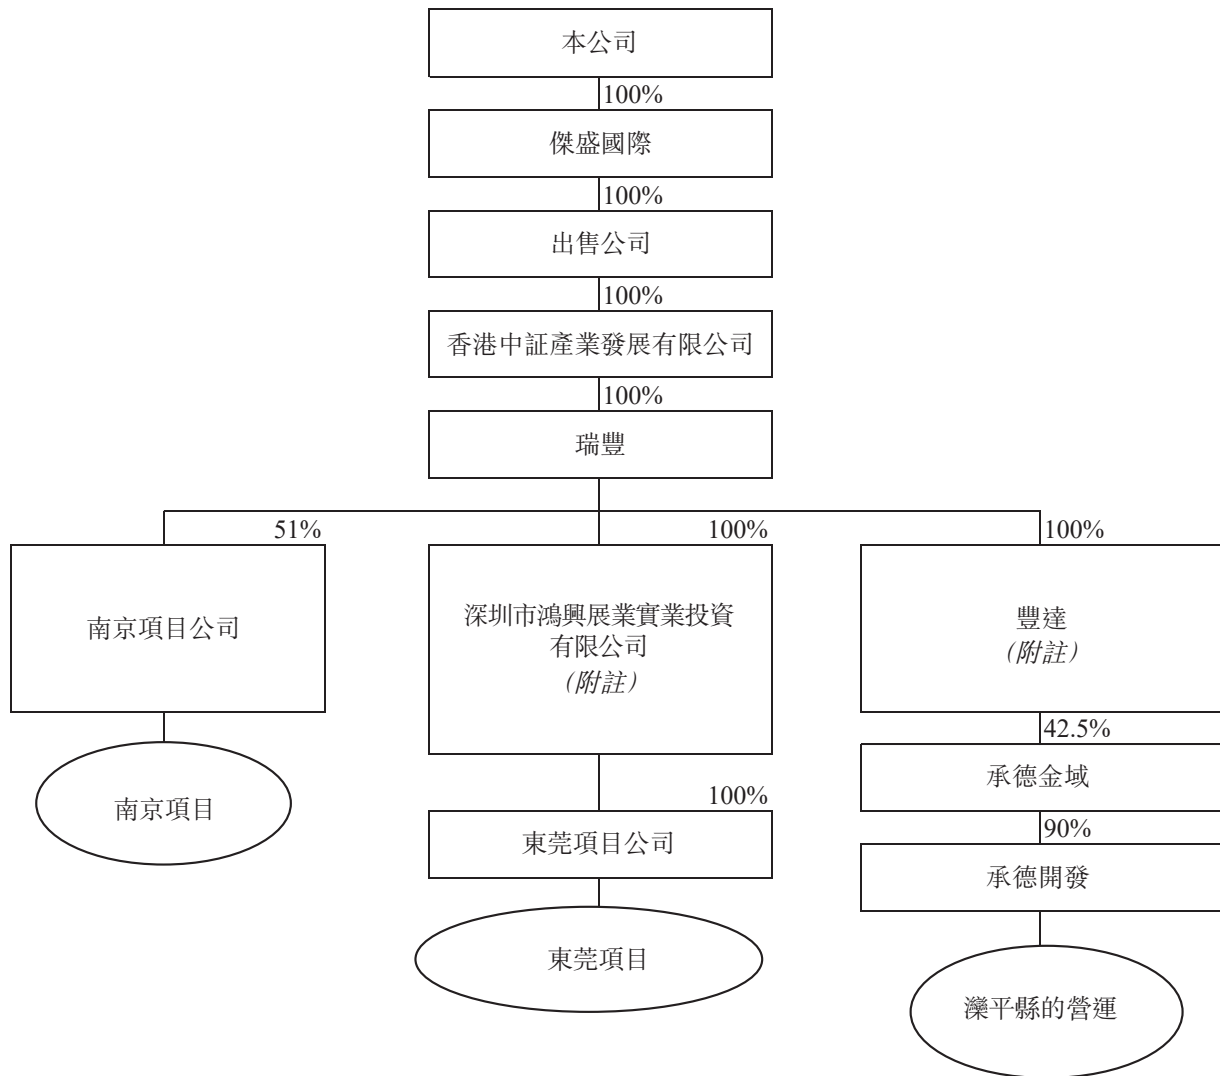 本公司
100%
傑盛國際
100%
出售公司
100%
香港中証產業發展有限公司
100%
瑞豐
51%
100%
100%
南京項目公司
深圳市鴻興展業實業投資
有限公司
（附註）
豐達
（附註）
42.5%
南京項目
承德金域
100%
90%
東莞項目公司
承德開發
東莞項目
灤平縣的營運